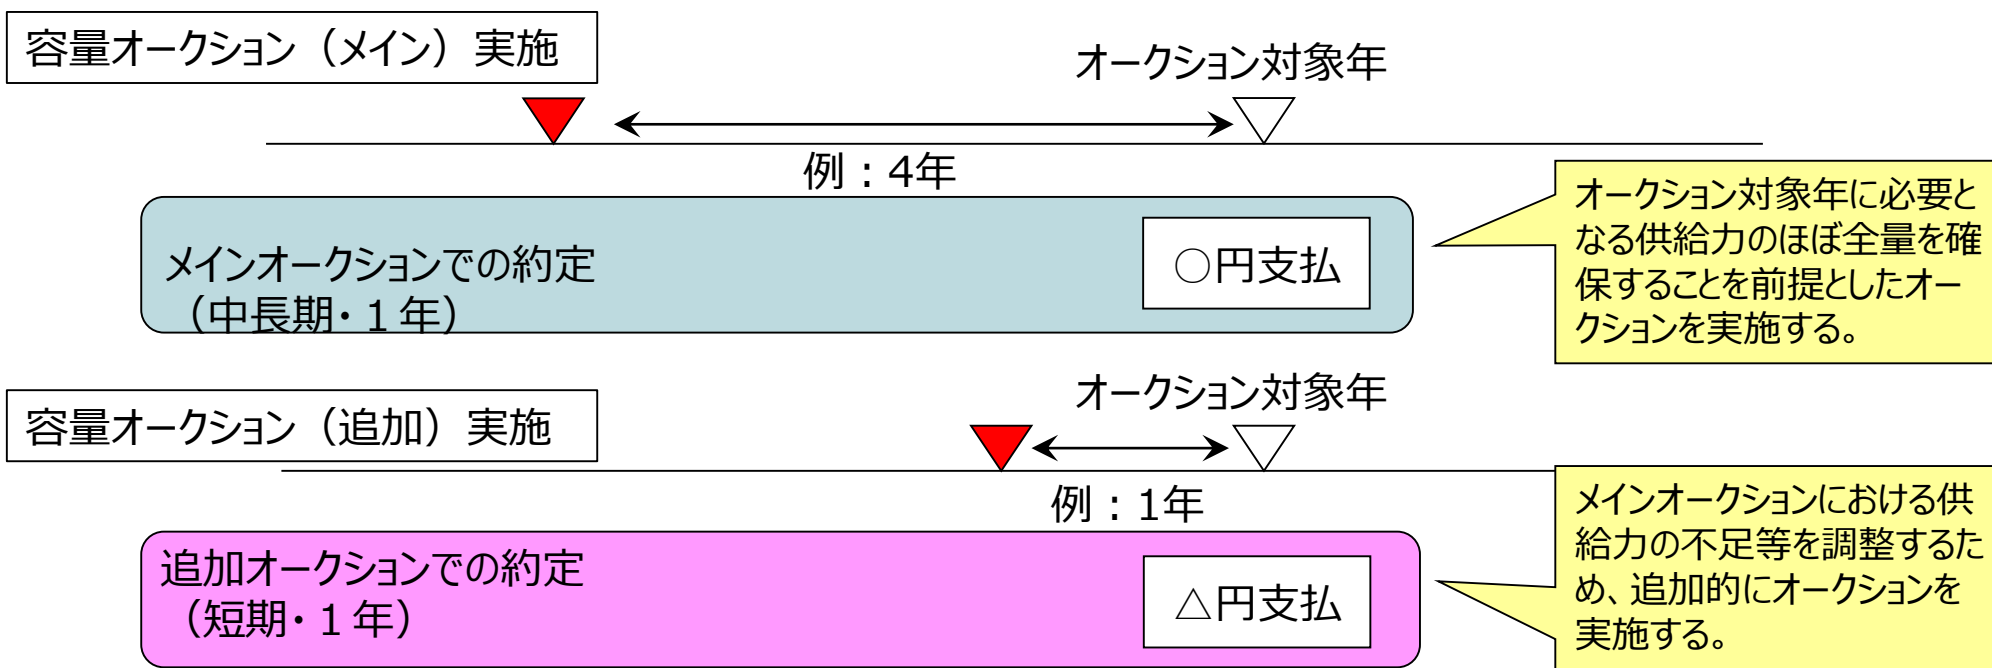 容量オークション（メイン）実施
オークション対象年
例：4年
メインオークションでの約定
（中長期・１年）
○円支払
オークション対象年に必要と
なる供給力のほぼ全量を確
保することを前提としたオー
クションを実施する。
容量オークション（追加）実施
オークション対象年
例：1年
追加オークションでの約定
（短期・１年）
△円支払
メインオークションにおける供
給力の不足等を調整するた
め、追加的にオークションを
実施する。